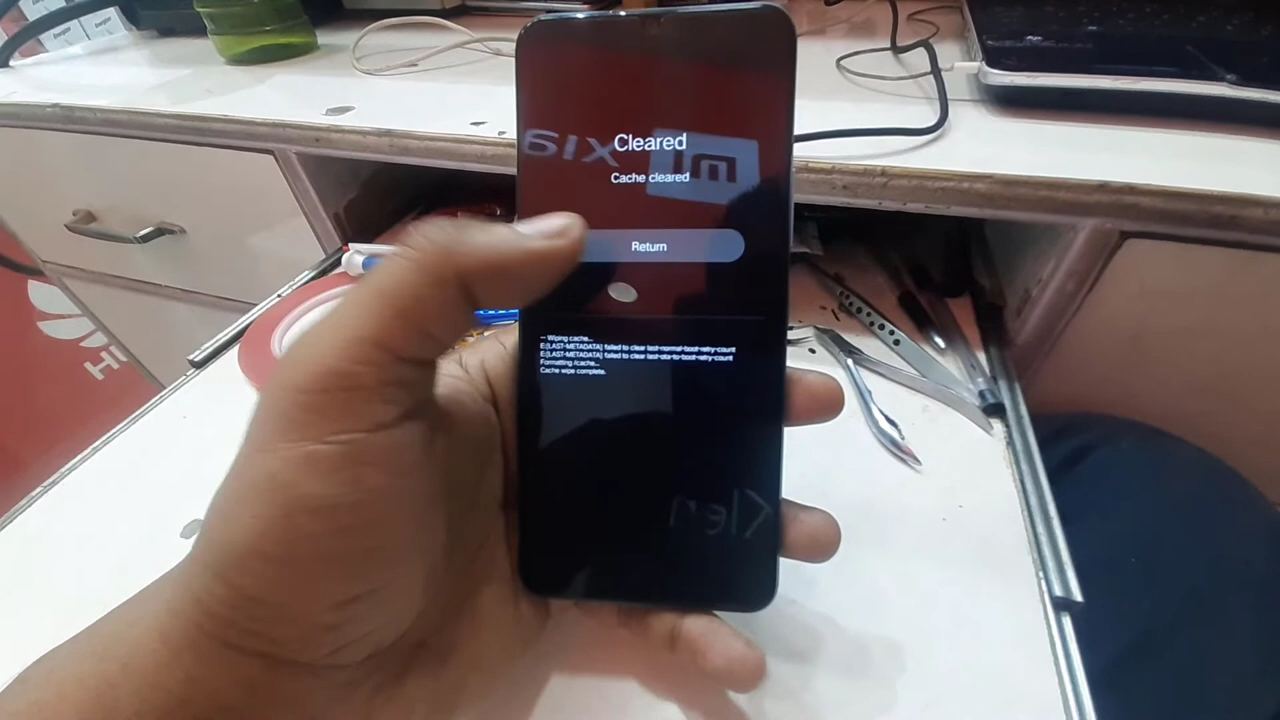 Cleared
Cache cleared
Return
-- Wiping cache...
E:[LAST-METADATA] failed to clear last-normal-boot-retry-count
E:[LAST-METADATA] failed to clear last-ota-to-boot-retry-count
Formatting /cache...
Cache wipe complete.